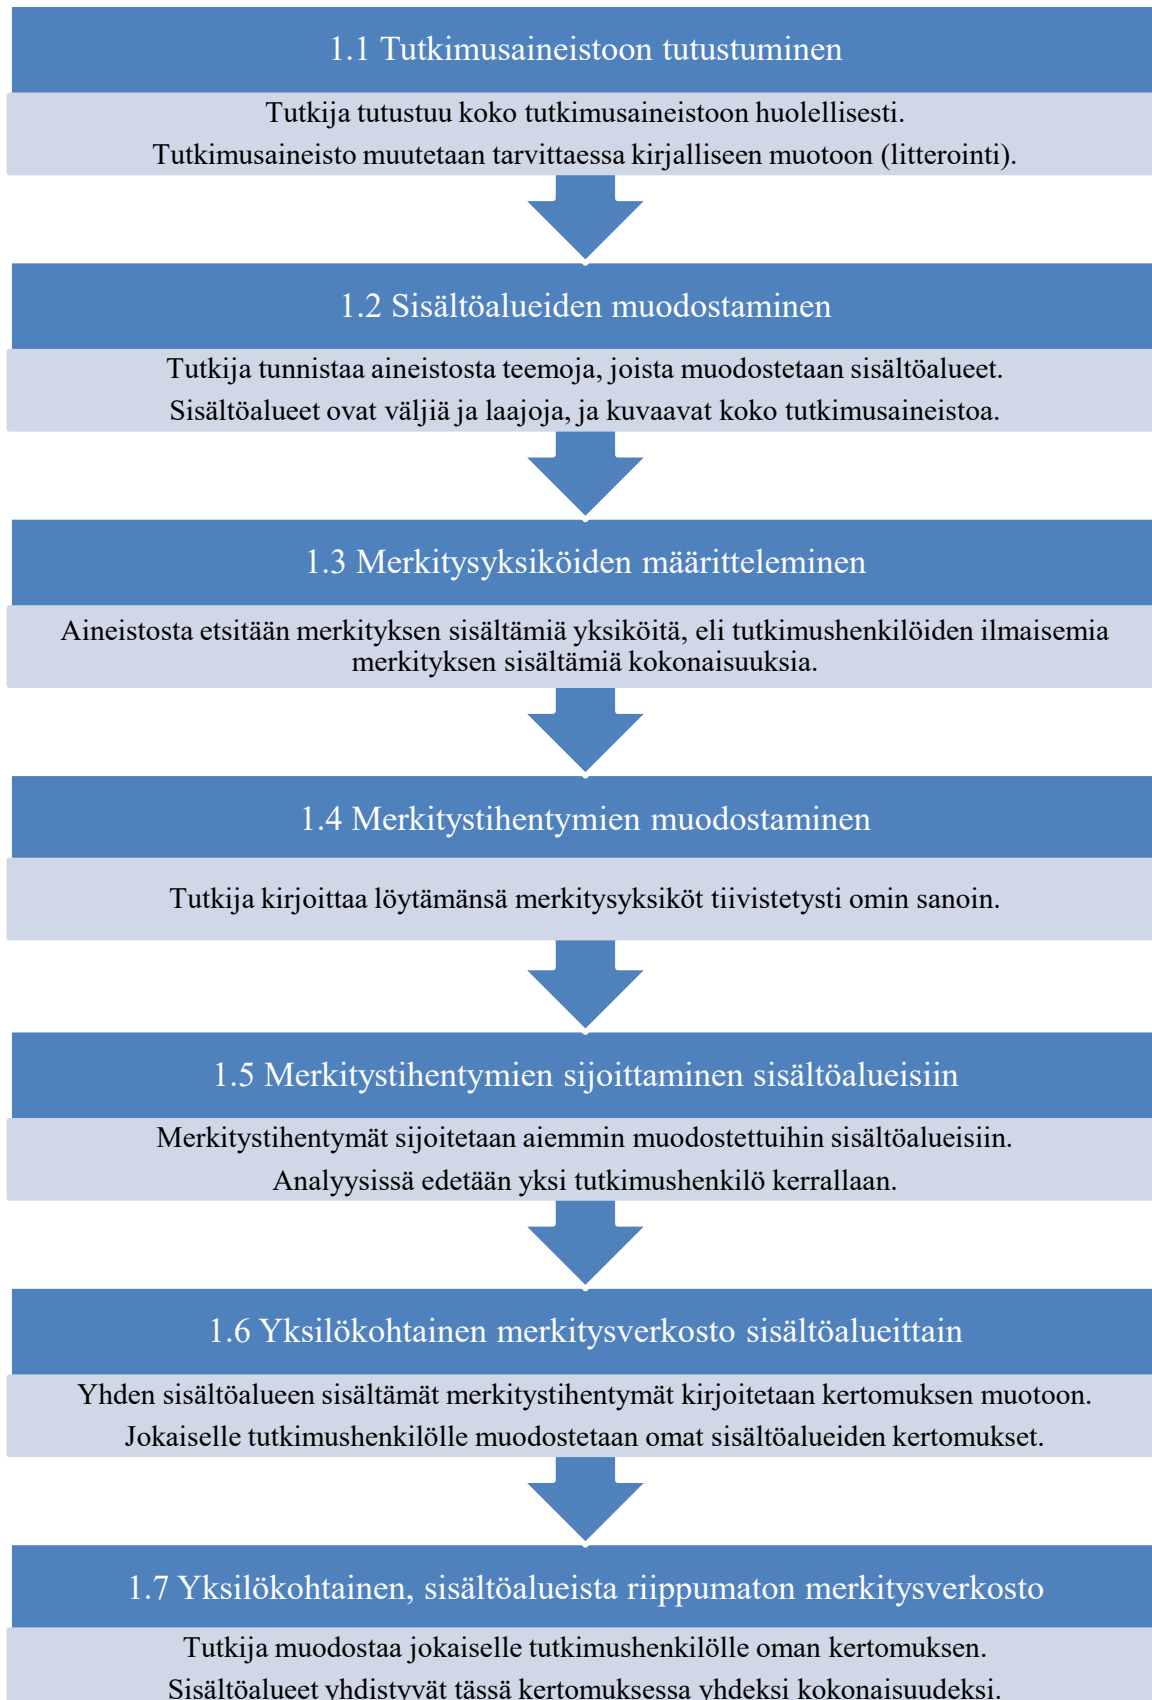 1.1 Tutkimusaineistoon tutustuminen
Tutkija tutustuu koko tutkimusaineistoon huolellisesti.
Tutkimusaineisto muutetaan tarvittaessa kirjalliseen muotoon (litterointi).
1.2 Sisältöalueiden muodostaminen
Tutkija tunnistaa aineistosta teemoja, joista muodostetaan sisältöalueet.
Sisältöalueet ovat väljiä ja laajoja, ja kuvaavat koko tutkimusaineistoa.
1.3 Merkitysyksiköiden määritteleminen
Aineistosta etsitään merkityksen sisältämiä yksiköitä, eli tutkimushenkilöiden ilmaisemia
merkityksen sisältämiä kokonaisuuksia.
1.4 Merkitystihentymien muodostaminen
Tutkija kirjoittaa löytämänsä merkitysyksiköt tiivistetysti omin sanoin.
1.5 Merkitystihentymien sijoittaminen sisältöalueisiin
Merkitystihentymät sijoitetaan aiemmin muodostettuihin sisältöalueisiin.
Analyysissä edetään yksi tutkimushenkilö kerrallaan.
1.6 Yksilökohtainen merkitysverkosto sisältöalueittain
Yhden sisältöalueen sisältämät merkitystihentymät kirjoitetaan kertomuksen muotoon.
Jokaiselle tutkimushenkilölle muodostetaan omat sisältöalueiden kertomukset.
1.7 Yksilökohtainen, sisältöalueista riippumaton merkitysverkosto
Tutkija muodostaa jokaiselle tutkimushenkilölle oman kertomuksen.
Sisältöalueet yhdistyvät tässä kertomuksessa yhdeksi kokonaisuudeksi.